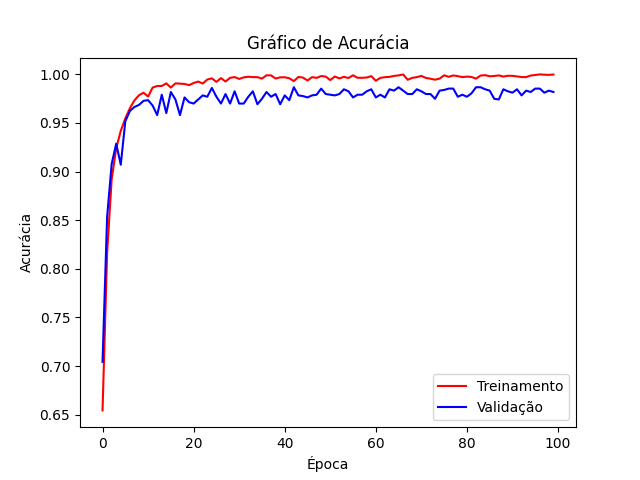 Gráfico de Acurácia
1.00
0.95
0.90
0.85
0.80
0.75
0.70
0.65
Acurácia
0 20 40 60 80 100
Época
Treinamento
Validação